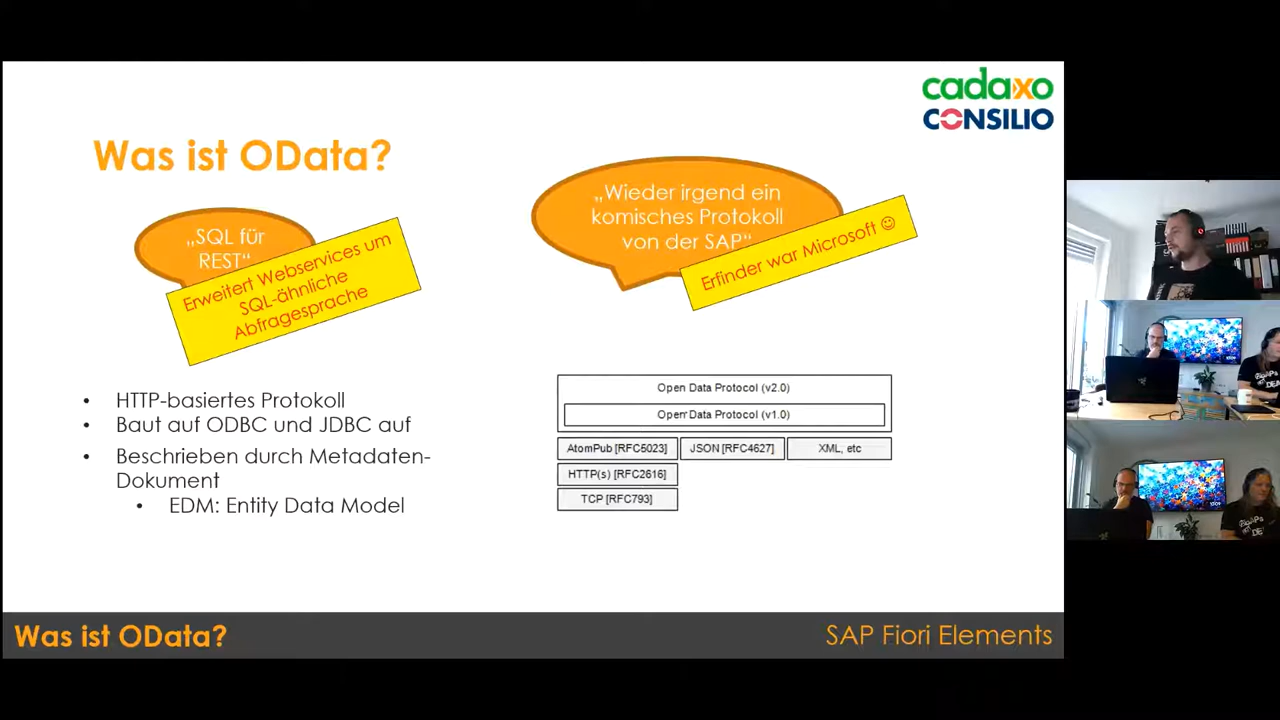 cadaxo
CONSILIO
Was ist OData?
„SQL für
REST“
Erweitert Webservices um
SQL-ähnliche
Abfragesprache
„Wieder irgend ein
komisches Protokoll
von der SAP“
Erfinder war Microsoft ☺
• HTTP-basiertes Protokoll
• Baut auf ODBC und JDBC auf
• Beschrieben durch Metadaten-
Dokument
• EDM: Entity Data Model
Open Data Protocol (v2.0)
Open Data Protocol (v1.0)
AtomPub [RFC5023] JSON [RFC4627] XML, etc
HTTP(s) [RFC2616]
TCP [RFC793]
Was ist OData?
SAP Fiori Elements